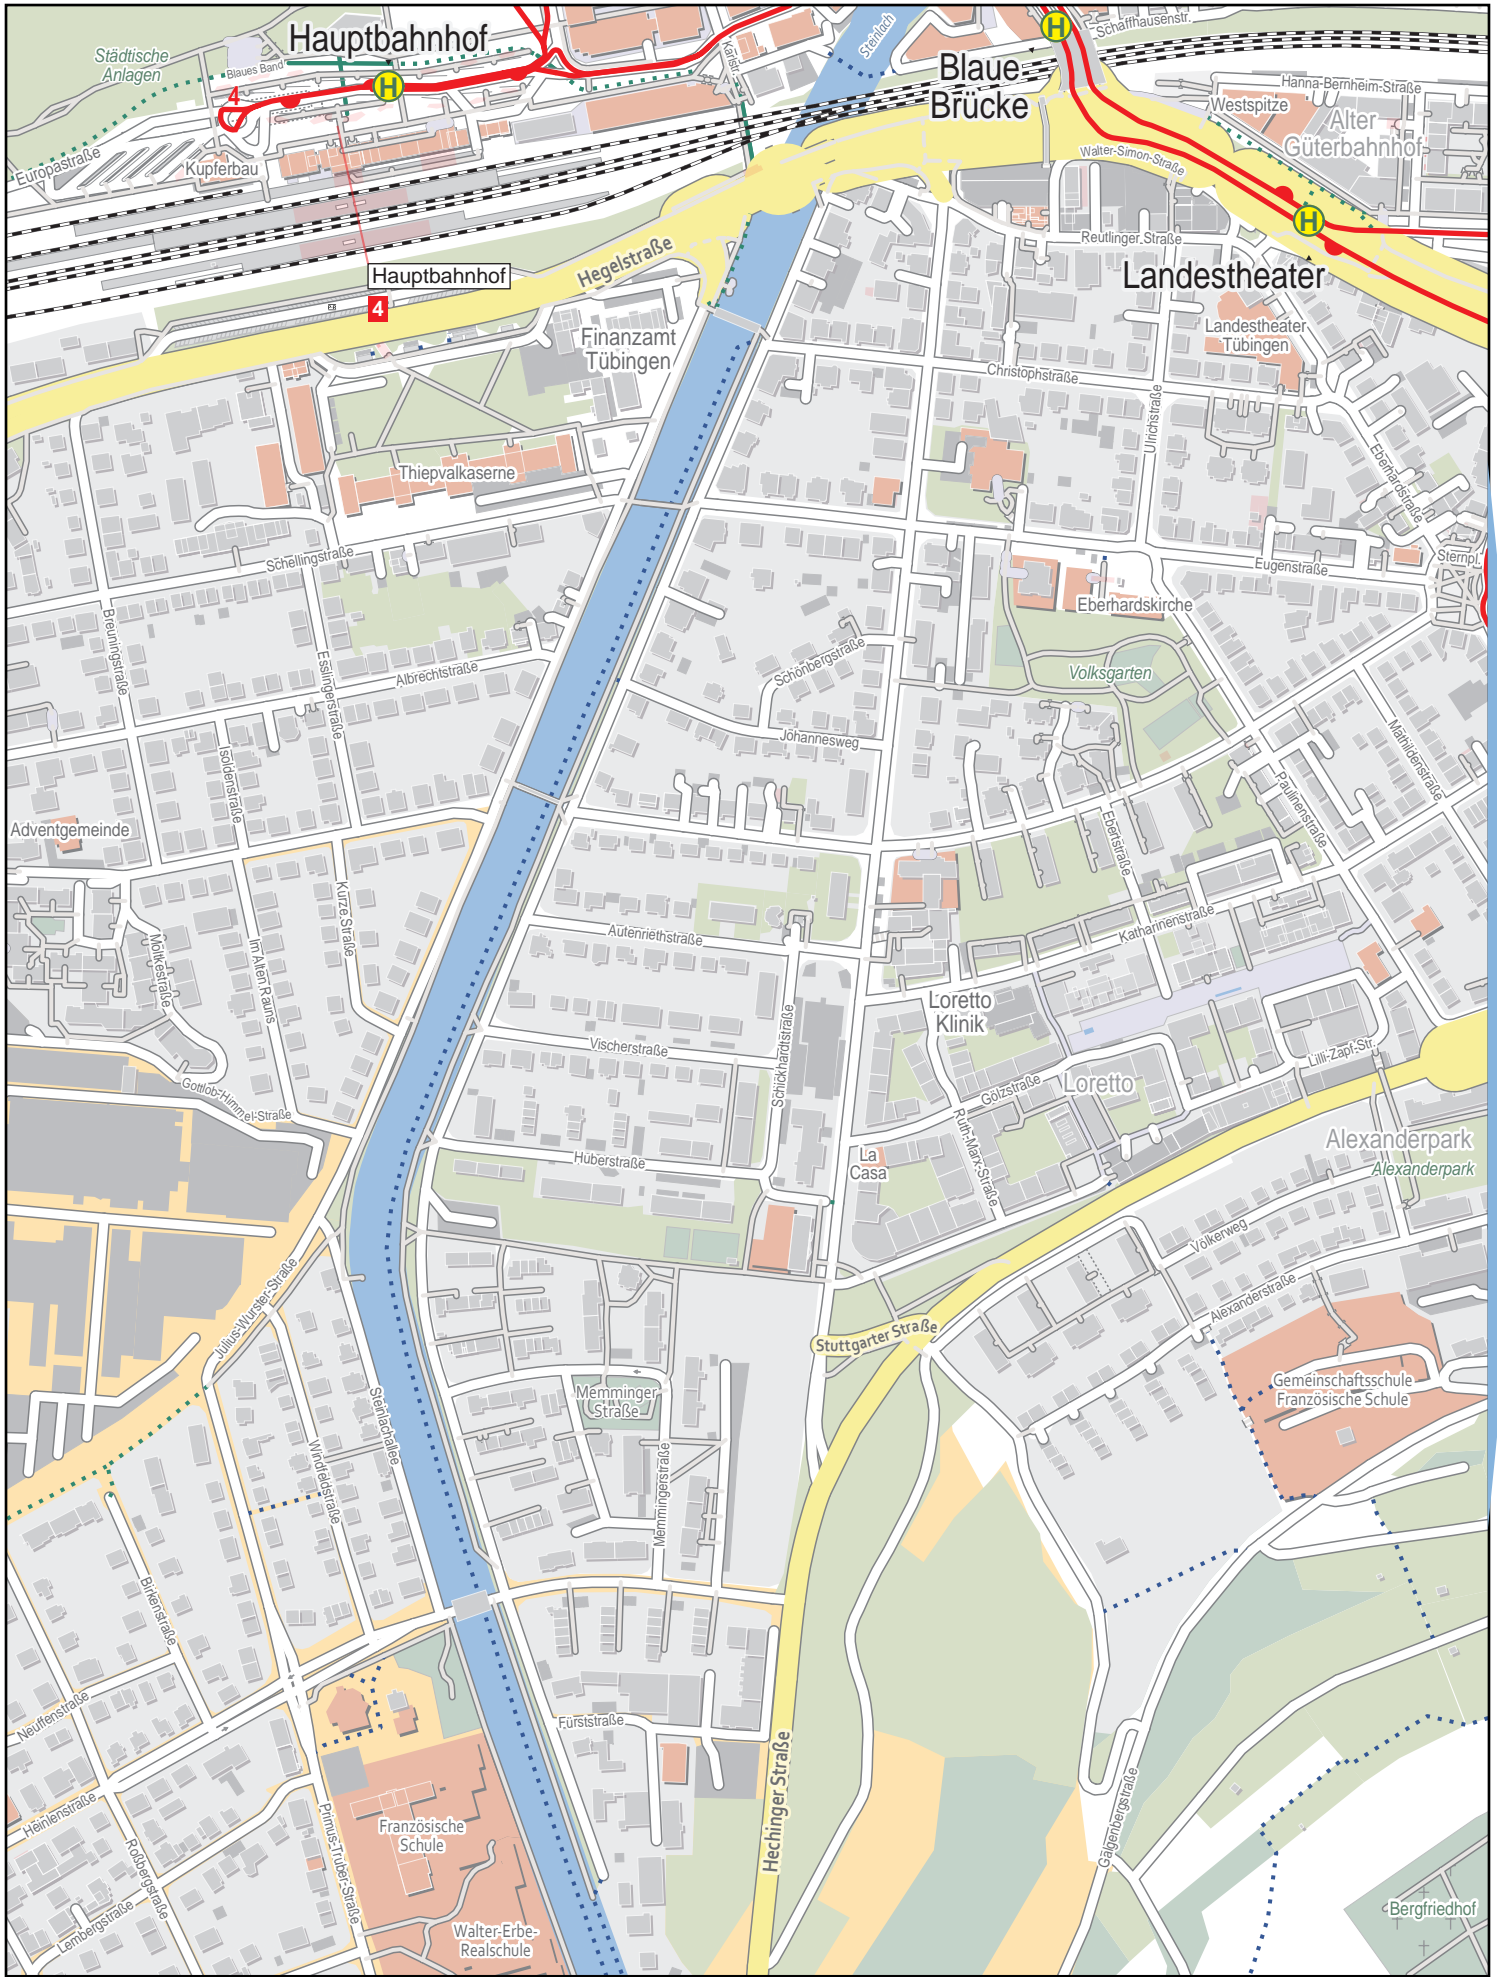 Hauptbahnhof
H
Schaffhausenstr.
Städtische
Anlagen
Blaues Band
Karlstr.
Steinlach
Blaue
Brücke
H
Hanna-Bernheim-Straße
Westspitze
Alter
Güterbahnhof
4
Kupferbau
Europastraße
Walter-Simon-Straße
H
Reutlinger Straße
Hegelstraße
Hauptbahnhof
4
Landestheater
Finanzamt
Tübingen
Landestheater
Tübingen
Christophstraße
Ulrichstraße
Thiepvalkaserne
Eberhardstraße
Schellingstraße
Sternpl.
Eugenstraße
Eberhardskirche
Breuningstraße
Esslingerstraße
Albrechtstraße
Schönbergstraße
Volksgarten
Johannesweg
Mathildenstraße
Isoldenstraße
Paulinenstraße
Adventgemeinde
Ebertstraße
Kurze Straße
Autenriethstraße
Katharinenstraße
Moltkestraße
Im Alten Rauns
Loretto
Klinik
Vischerstraße
Schickhardtstraße
Lilli-Zapf-Str.
Gölzstraße
Loretto
Gottlob-Himmel-Straße
Ruth-Marx-Straße
Huberstraße
La
Casa
Alexanderpark
Alexanderpark
Völkerweg
Julius-Wurster-Straße
Alexanderstraße
Stuttgarter Straße
Steinlachallee
Memminger
Straße
Gemeinschaftsschule
Französische Schule
Windfeldstraße
Memmingerstraße
Birkenstraße
Neuffenstraße
Fürststraße
Hechinger Straße
Heinlenstraße
Galgenbergstraße
Französische
Schule
Primus-Truber-Straße
Roßbergstraße
Lembergstraße
Walter-Erbe-
Realschule
Bergfriedhof